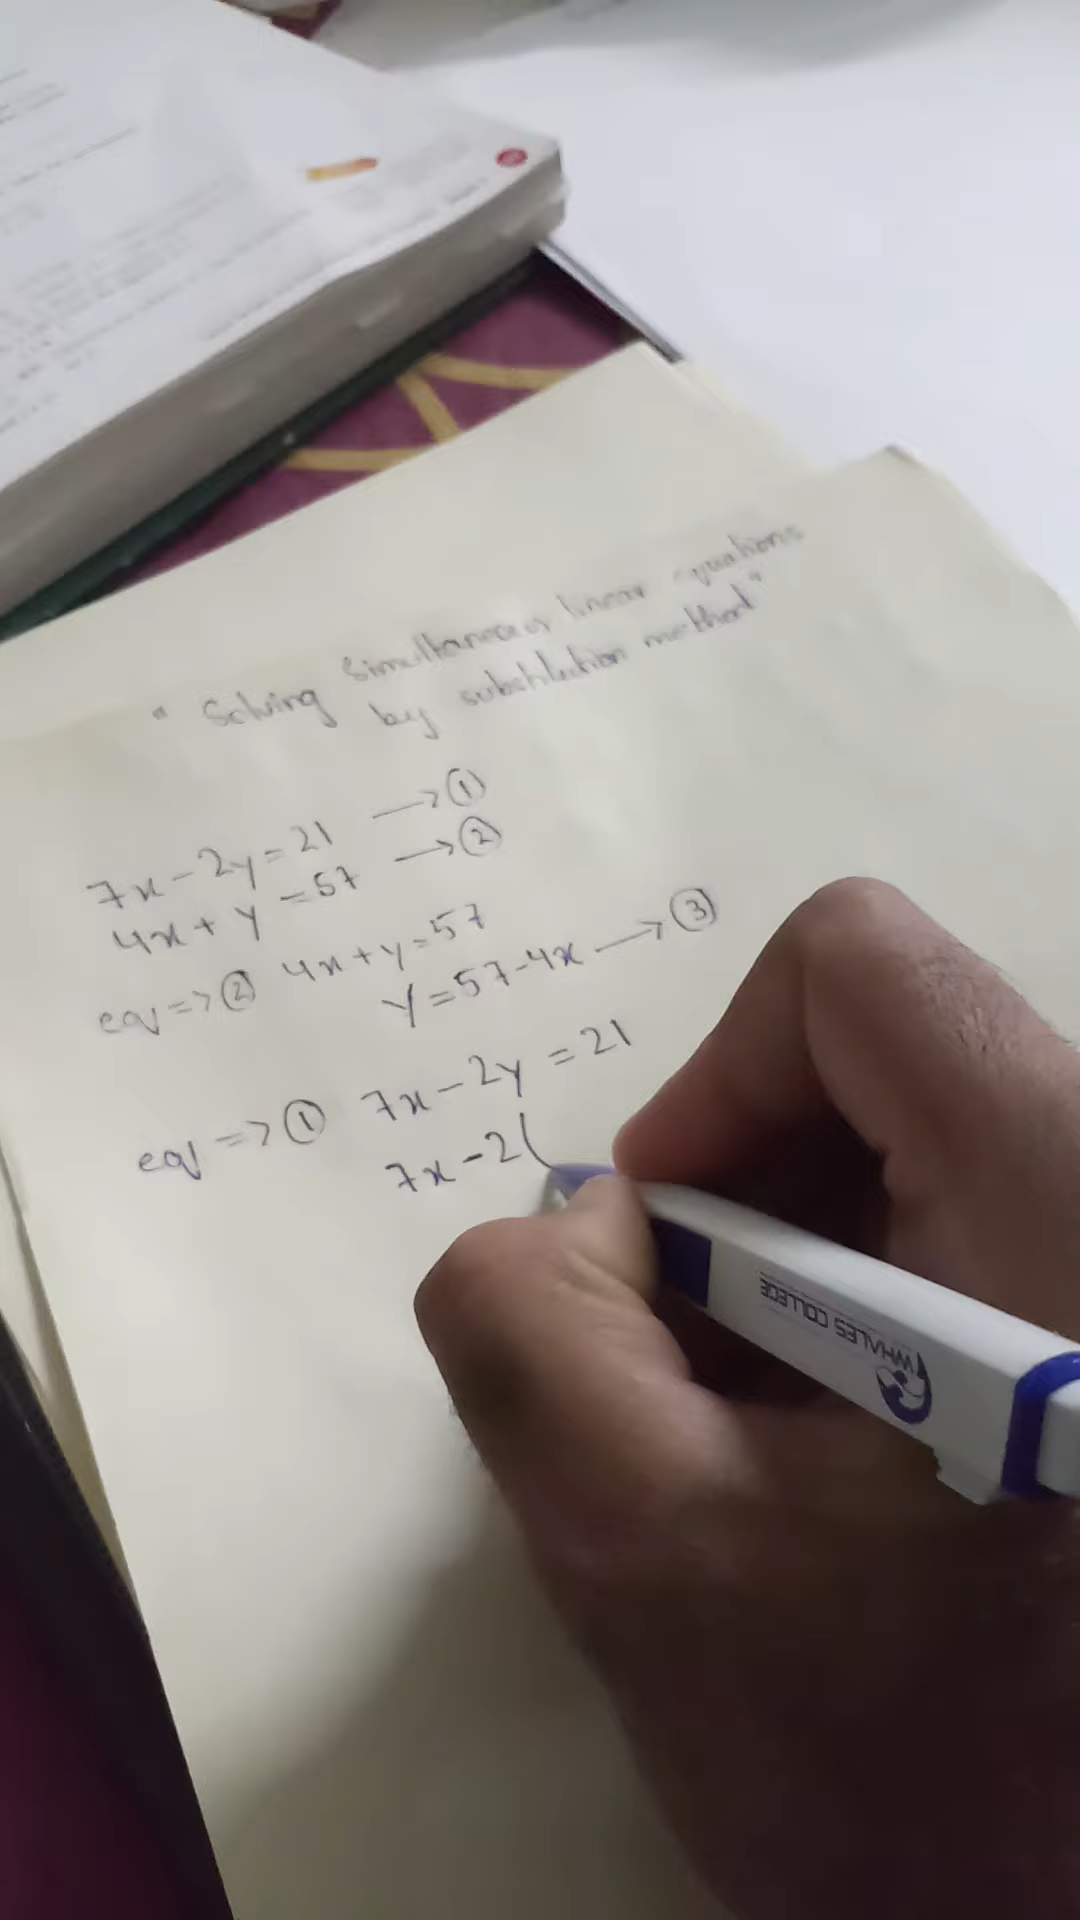 " Solving Simultaneous linear equations
by substitution method"
7x - 2y = 21 → ①
4x + y = 57 → ②
eq => ② 4x + y = 57
y = 57 - 4x → ③
eq => ① 7x - 2y = 21
7x - 2(
WHALES COLLEGE